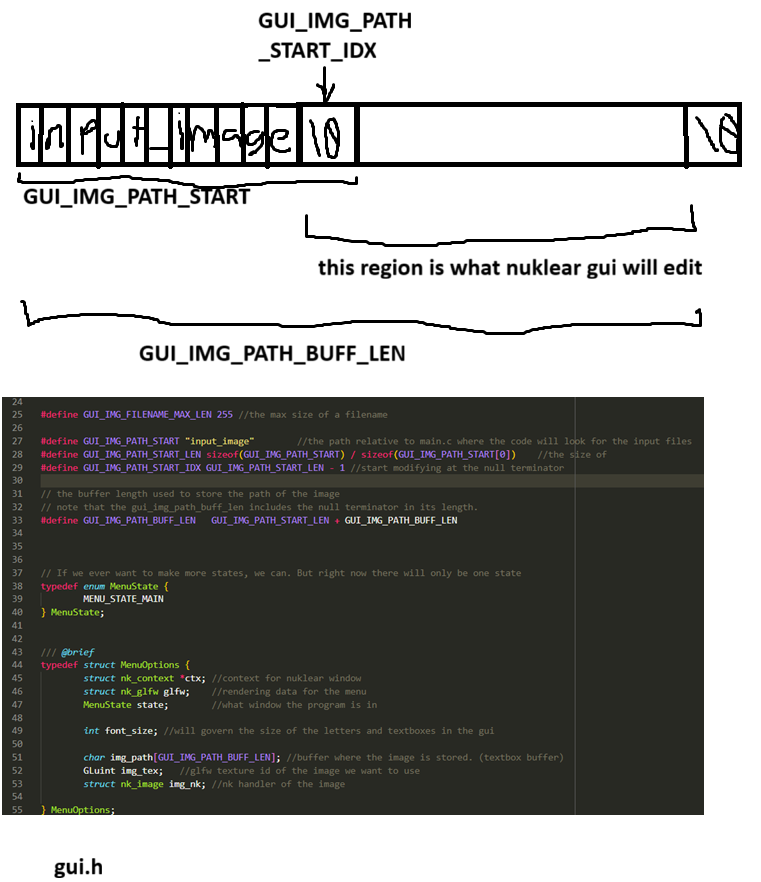 GUI_IMG_PATH
_START_IDX
input_image\0 \0
GUI_IMG_PATH_START
this region is what nuklear gui will edit
GUI_IMG_PATH_BUFF_LEN
24
25 #define GUI_IMG_FILENAME_MAX_LEN 255 //the max size of a filename
26
27 #define GUI_IMG_PATH_START "input_image" //the path relative to main.c where the code will look for the input files
28 #define GUI_IMG_PATH_START_LEN sizeof(GUI_IMG_PATH_START) / sizeof(GUI_IMG_PATH_START[0]) //the size of
29 #define GUI_IMG_PATH_START_IDX GUI_IMG_PATH_START_LEN - 1 //start modifying at the null terminator
30
31 // the buffer length used to store the path of the image
32 // note that the gui_img_path_buff_len includes the null terminator in its length.
33 #define GUI_IMG_PATH_BUFF_LEN GUI_IMG_PATH_START_LEN + GUI_IMG_PATH_BUFF_LEN
34
35
36
37 // If we ever want to make more states, we can. But right now there will only be one state
38 typedef enum MenuState {
39 MENU_STATE_MAIN
40 } MenuState;
41
42
43 /// @brief
44 typedef struct MenuOptions {
45 struct nk_context *ctx; //context for nuklear window
46 struct nk_glfw glfw; //rendering data for the menu
47 MenuState state; //what window the program is in
48
49 int font_size; //will govern the size of the letters and textboxes in the gui
50
51 char img_path[GUI_IMG_PATH_BUFF_LEN]; //buffer where the image is stored. (textbox buffer)
52 GLuint img_tex; //glfw texture id of the image we want to use
53 struct nk_image img_nk; //nk handler of the image
54
55 } MenuOptions;
gui.h